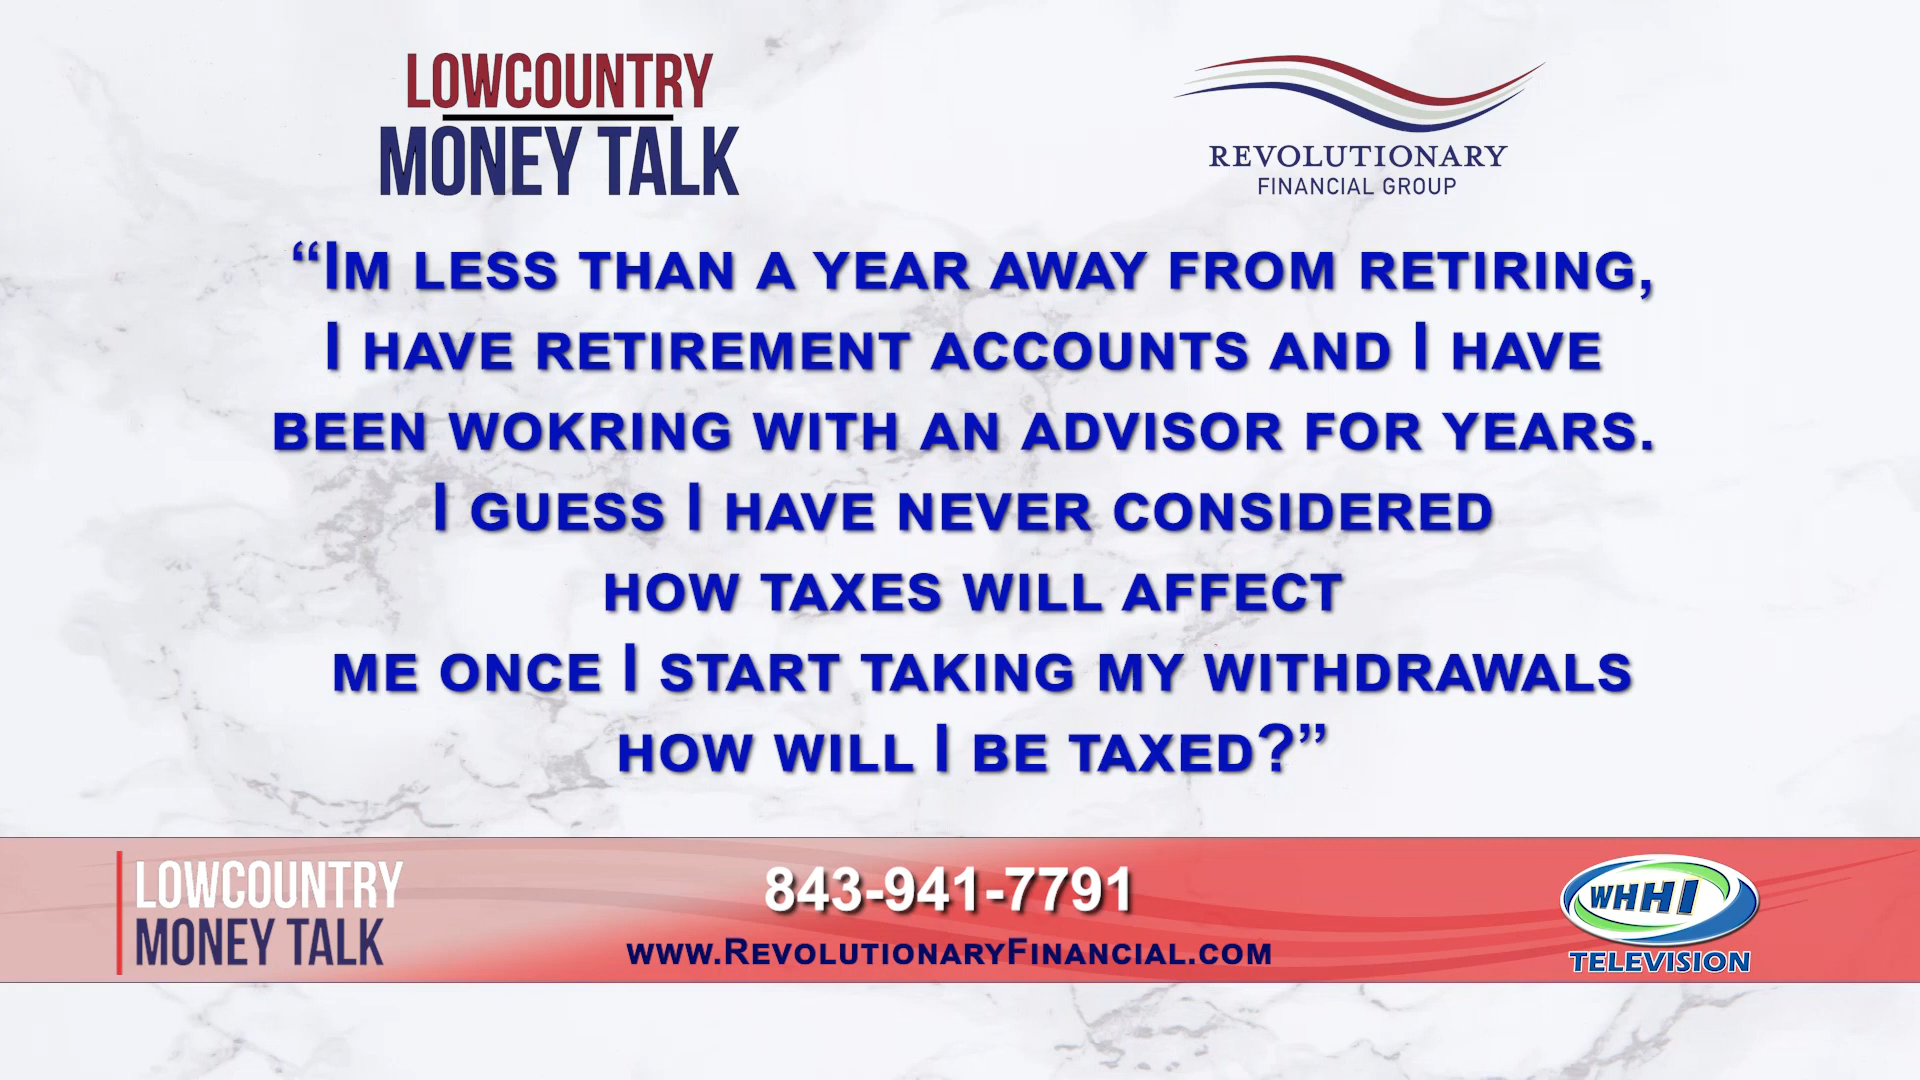 LOWCOUNTRY
MONEY TALK
REVOLUTIONARY
FINANCIAL GROUP
“IM LESS THAN A YEAR AWAY FROM RETIRING,
I HAVE RETIREMENT ACCOUNTS AND I HAVE
BEEN WOKRING WITH AN ADVISOR FOR YEARS.
I GUESS I HAVE NEVER CONSIDERED
HOW TAXES WILL AFFECT
ME ONCE I START TAKING MY WITHDRAWALS
HOW WILL I BE TAXED?”
LOWCOUNTRY
MONEY TALK
843-941-7791
WWW.REVOLUTIONARYFINANCIAL.COM
WHHI
TELEVISION